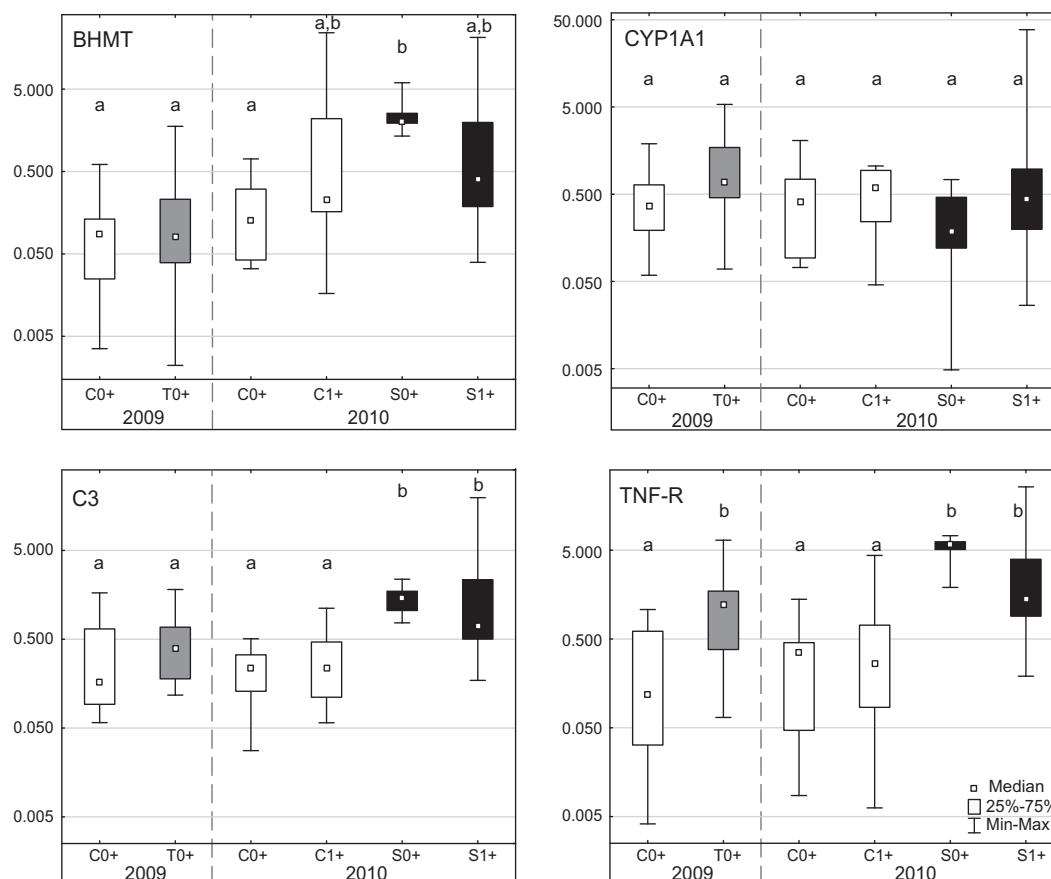 BHMT
a,b
a,b
b
5.000
a
a
a
0.500
0.050
0.005
C0+ T0+ C0+ C1+ S0+ S1+
2009 2010
50.000
CYP1A1
a a a a a a
5.000
0.500
0.050
0.005
C0+ T0+ C0+ C1+ S0+ S1+
2009 2010
C3
b b
5.000
a a a a
0.500
0.050
0.005
C0+ T0+ C0+ C1+ S0+ S1+
2009 2010
TNF-R
b b b
5.000
a a a
0.500
0.050
Median
25%-75%
0.005
Min-Max
C0+ T0+ C0+ C1+ S0+ S1+
2009 2010